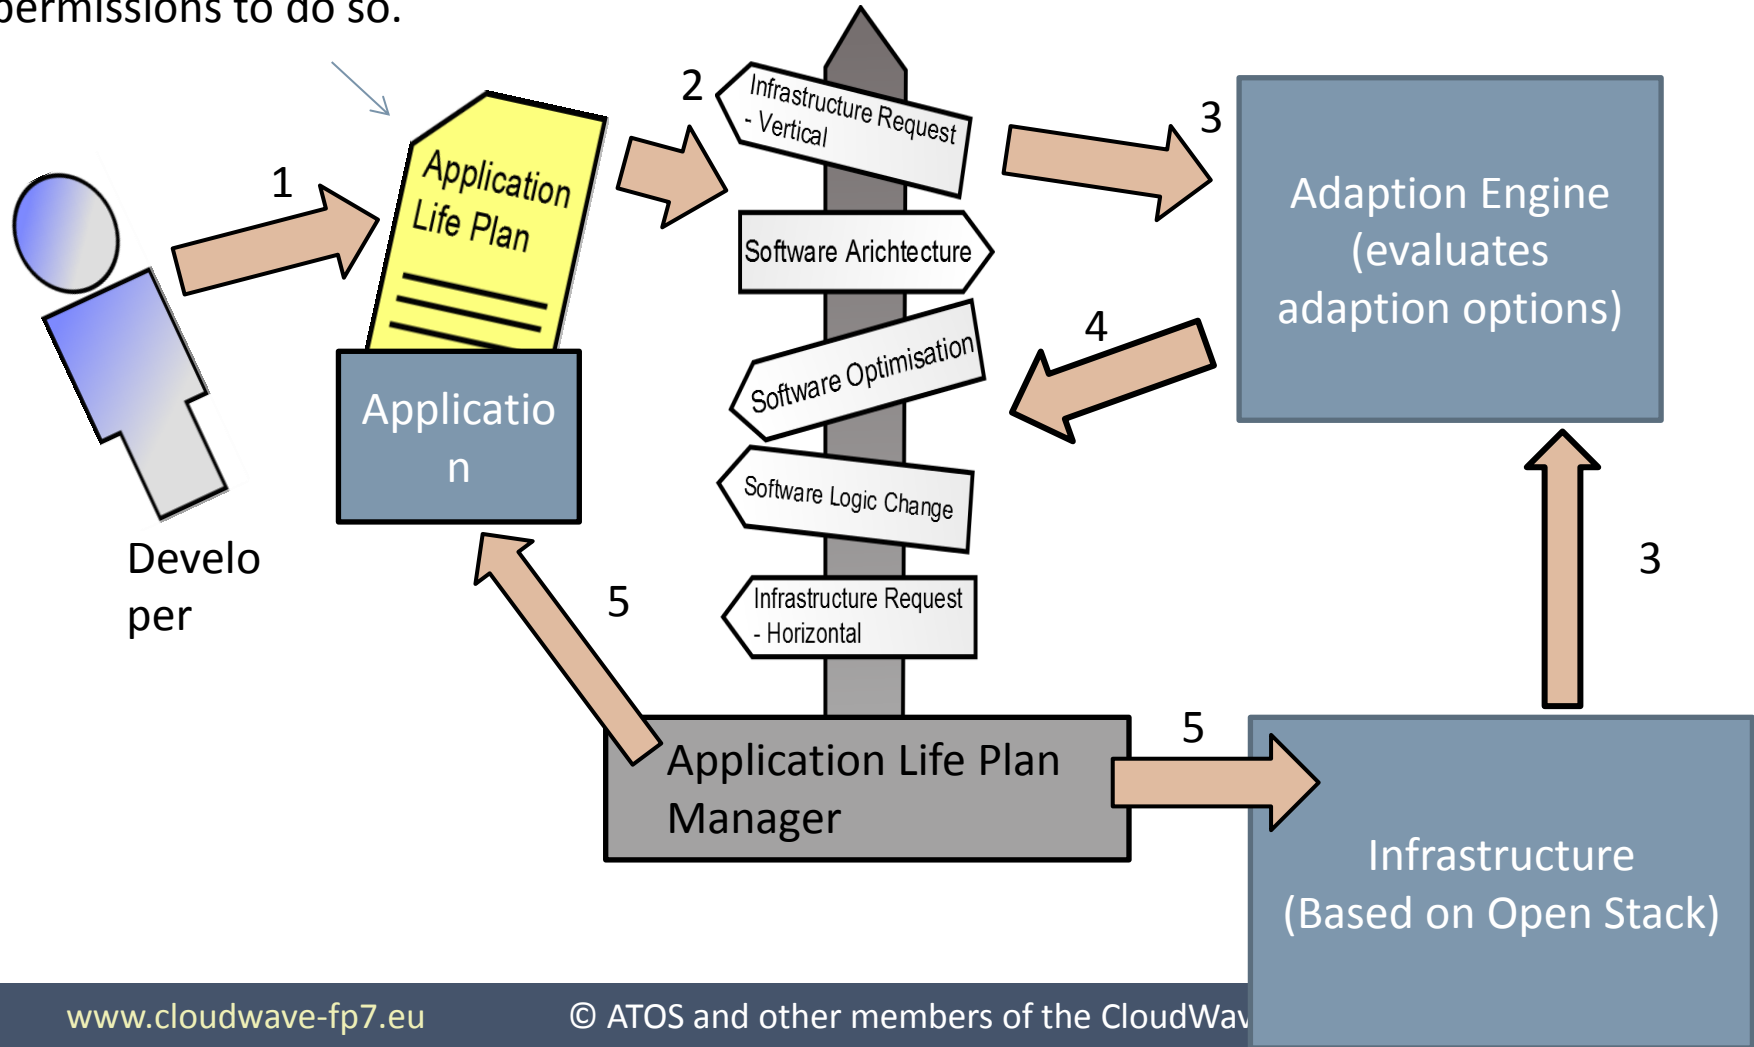 permissions to do so.
1
Application
Life Plan
Applicatio
n
Develo
per
2
Infrastructure Request
- Vertical
Software Arichtecture
Software Optimisation
Software Logic Change
Infrastructure Request
- Horizontal
3
Adaption Engine
(evaluates
adaption options)
4
3
5
Application Life Plan
Manager
5
Infrastructure
(Based on Open Stack)
www.cloudwave-fp7.eu
© ATOS and other members of the CloudWav